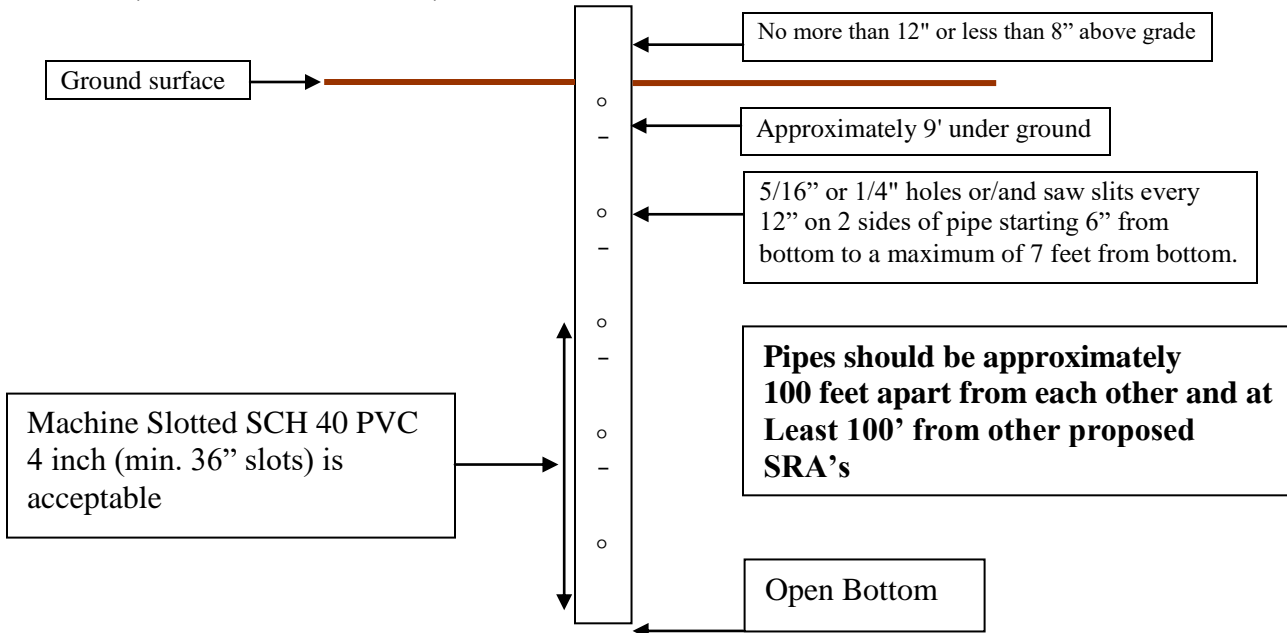 No more than 12" or less than 8” above grade
Ground surface
Approximately 9' under ground
5/16” or 1/4" holes or/and saw slits every
12” on 2 sides of pipe starting 6” from
bottom to a maximum of 7 feet from bottom.
Pipes should be approximately
100 feet apart from each other and at
Least 100’ from other proposed
SRA’s
Machine Slotted SCH 40 PVC
4 inch (min. 36” slots) is
acceptable
Open Bottom